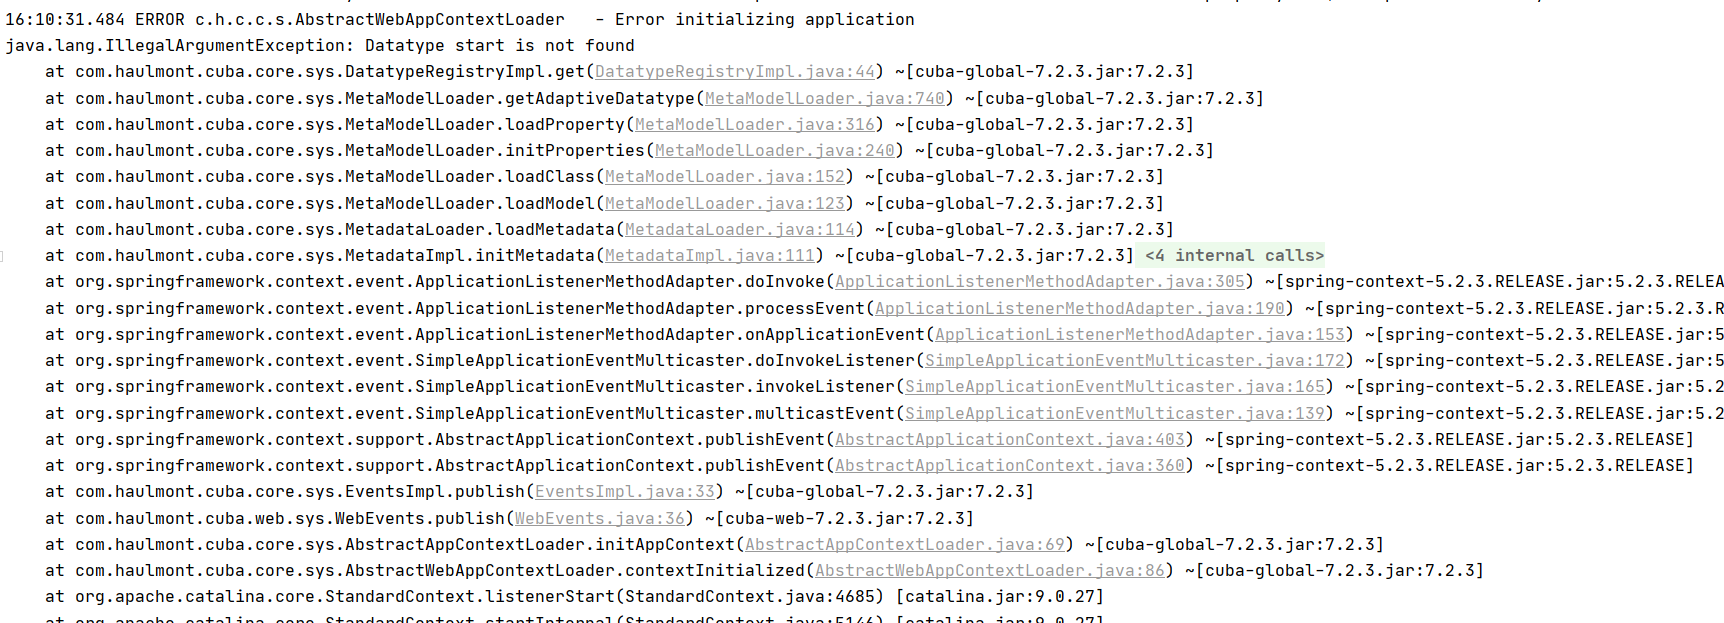 16:10:31.484 ERROR c.h.c.c.s.AbstractWebAppContextLoader   - Error initializing application
java.lang.IllegalArgumentException: Datatype start is not found
    at com.haulmont.cuba.core.sys.DatatypeRegistryImpl.get(DatatypeRegistryImpl.java:44) ~[cuba-global-7.2.3.jar:7.2.3]
    at com.haulmont.cuba.core.sys.MetaModelLoader.getAdaptiveDatatype(MetaModelLoader.java:740) ~[cuba-global-7.2.3.jar:7.2.3]
    at com.haulmont.cuba.core.sys.MetaModelLoader.loadProperty(MetaModelLoader.java:316) ~[cuba-global-7.2.3.jar:7.2.3]
    at com.haulmont.cuba.core.sys.MetaModelLoader.initProperties(MetaModelLoader.java:240) ~[cuba-global-7.2.3.jar:7.2.3]
    at com.haulmont.cuba.core.sys.MetaModelLoader.loadClass(MetaModelLoader.java:152) ~[cuba-global-7.2.3.jar:7.2.3]
    at com.haulmont.cuba.core.sys.MetaModelLoader.loadModel(MetaModelLoader.java:123) ~[cuba-global-7.2.3.jar:7.2.3]
    at com.haulmont.cuba.core.sys.MetadataLoader.loadMetadata(MetadataLoader.java:114) ~[cuba-global-7.2.3.jar:7.2.3]
    at com.haulmont.cuba.core.sys.MetadataImpl.initMetadata(MetadataImpl.java:111) ~[cuba-global-7.2.3.jar:7.2.3] <4 internal calls>
    at org.springframework.context.event.ApplicationListenerMethodAdapter.doInvoke(ApplicationListenerMethodAdapter.java:305) ~[spring-context-5.2.3.RELEASE.jar:5.2.3.RELEA
    at org.springframework.context.event.ApplicationListenerMethodAdapter.processEvent(ApplicationListenerMethodAdapter.java:190) ~[spring-context-5.2.3.RELEASE.jar:5.2.3.R
    at org.springframework.context.event.ApplicationListenerMethodAdapter.onApplicationEvent(ApplicationListenerMethodAdapter.java:153) ~[spring-context-5.2.3.RELEASE.jar:5
    at org.springframework.context.event.SimpleApplicationEventMulticaster.doInvokeListener(SimpleApplicationEventMulticaster.java:172) ~[spring-context-5.2.3.RELEASE.jar:5
    at org.springframework.context.event.SimpleApplicationEventMulticaster.invokeListener(SimpleApplicationEventMulticaster.java:165) ~[spring-context-5.2.3.RELEASE.jar:5.2
    at org.springframework.context.event.SimpleApplicationEventMulticaster.multicastEvent(SimpleApplicationEventMulticaster.java:139) ~[spring-context-5.2.3.RELEASE.jar:5.2
    at org.springframework.context.support.AbstractApplicationContext.publishEvent(AbstractApplicationContext.java:403) ~[spring-context-5.2.3.RELEASE.jar:5.2.3.RELEASE]
    at org.springframework.context.support.AbstractApplicationContext.publishEvent(AbstractApplicationContext.java:360) ~[spring-context-5.2.3.RELEASE.jar:5.2.3.RELEASE]
    at com.haulmont.cuba.core.sys.EventsImpl.publish(EventsImpl.java:33) ~[cuba-global-7.2.3.jar:7.2.3]
    at com.haulmont.cuba.web.sys.WebEvents.publish(WebEvents.java:36) ~[cuba-web-7.2.3.jar:7.2.3]
    at com.haulmont.cuba.core.sys.AbstractAppContextLoader.initAppContext(AbstractAppContextLoader.java:69) ~[cuba-global-7.2.3.jar:7.2.3]
    at com.haulmont.cuba.core.sys.AbstractWebAppContextLoader.contextInitialized(AbstractWebAppContextLoader.java:86) ~[cuba-global-7.2.3.jar:7.2.3]
    at org.apache.catalina.core.StandardContext.listenerStart(StandardContext.java:4685) [catalina.jar:9.0.27]
    at org.apache.catalina.core.StandardContext.startInternal(StandardContext.java:5146) [catalina.jar:9.0.27]